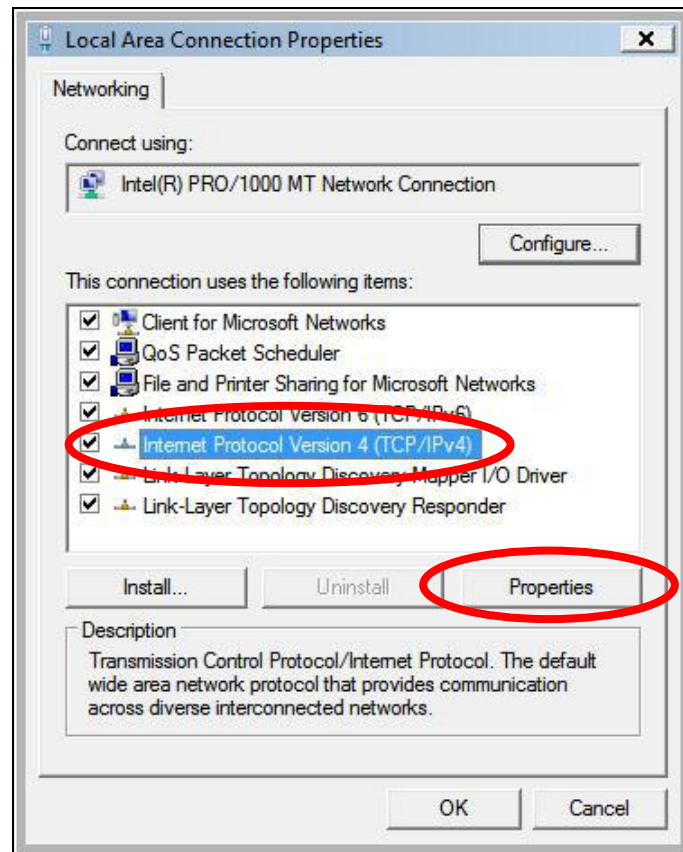 Local Area Connection Properties
Networking
Connect using:
Intel(R) PRO/1000 MT Network Connection
Configure...
This connection uses the following items:
Client for Microsoft Networks
QoS Packet Scheduler
File and Printer Sharing for Microsoft Networks
Internet Protocol Version 6 (TCP/IPv6)
Internet Protocol Version 4 (TCP/IPv4)
Link-Layer Topology Discovery Mapper I/O Driver
Link-Layer Topology Discovery Responder
Install... Uninstall Properties
Description
Transmission Control Protocol/Internet Protocol. The default
wide area network protocol that provides communication
across diverse interconnected networks.
OK Cancel